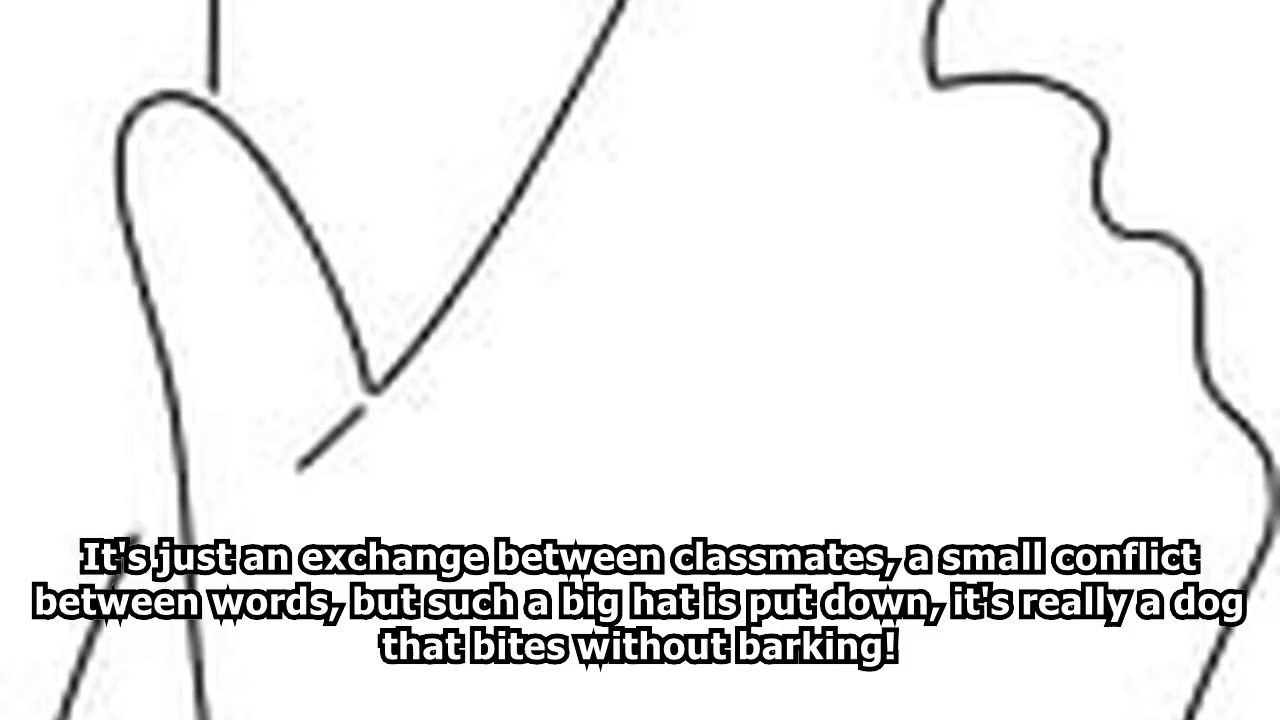 It's just an exchange between classmates, a small conflict
between words, but such a big hat is put down, it's really a dog
that bites without barking!